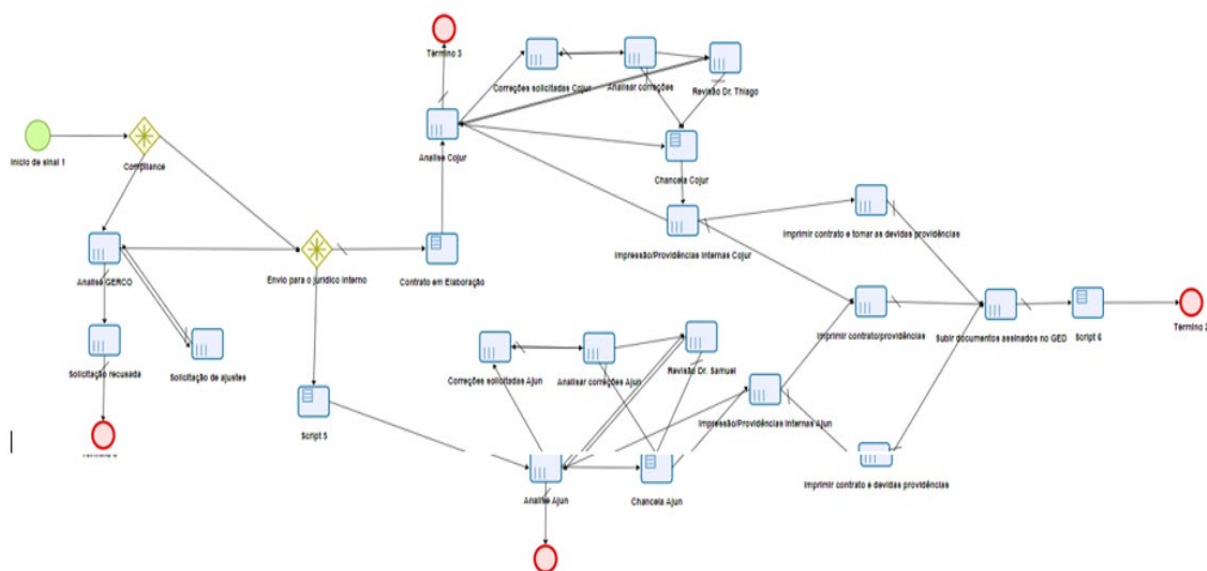 Término 3
Correções solicitadas Cojur
Analisar correções
Revisão Dr. Thiago
Início de sinal 1
Compliance
Analise Cojur
Chancela Cojur
Imprimir contrato e tomar as devidas providências
Impressão/Providências Internas Cojur
Analise GERCO
Envio para o jurídico interno
Contrato em Elaboração
Imprimir contrato/providências
Subir documentos assinados no GED
Script 6
Término 2
Solicitação recusada
Solicitação de ajustes
Correções solicitadas Ajun
Analisar correções Ajun
Revisão Dr. Samuel
Script 5
Impressão/Providências Internas Ajun
Imprimir contrato e devidas providências
Analise Ajun
Chancela Ajun